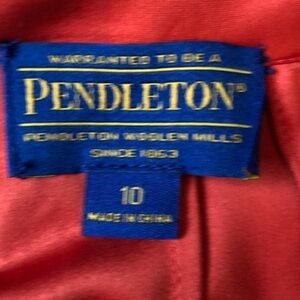 WARRANTED TO BE A
PENDLETON®
PENDLETON WOOLEN MILLS
SINCE 1863
10
MADE IN CHINA